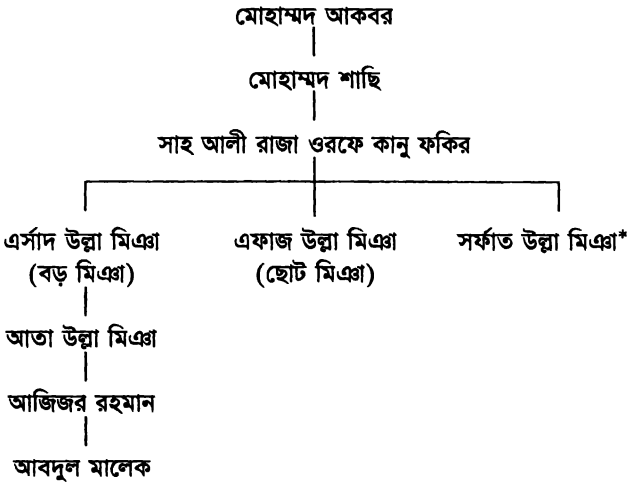 মোহাম্মদ আকবর
মোহাম্মদ শাছি
সাহ আলী রাজা ওরফে কানু ফকির
এর্সাদ উল্লা মিঞা এফাজ উল্লা মিঞা সর্ফাত উল্লা মিঞা*
(বড় মিঞা) (ছোট মিঞা)
আতা উল্লা মিঞা
আজিজর রহমান
আবদুল মালেক